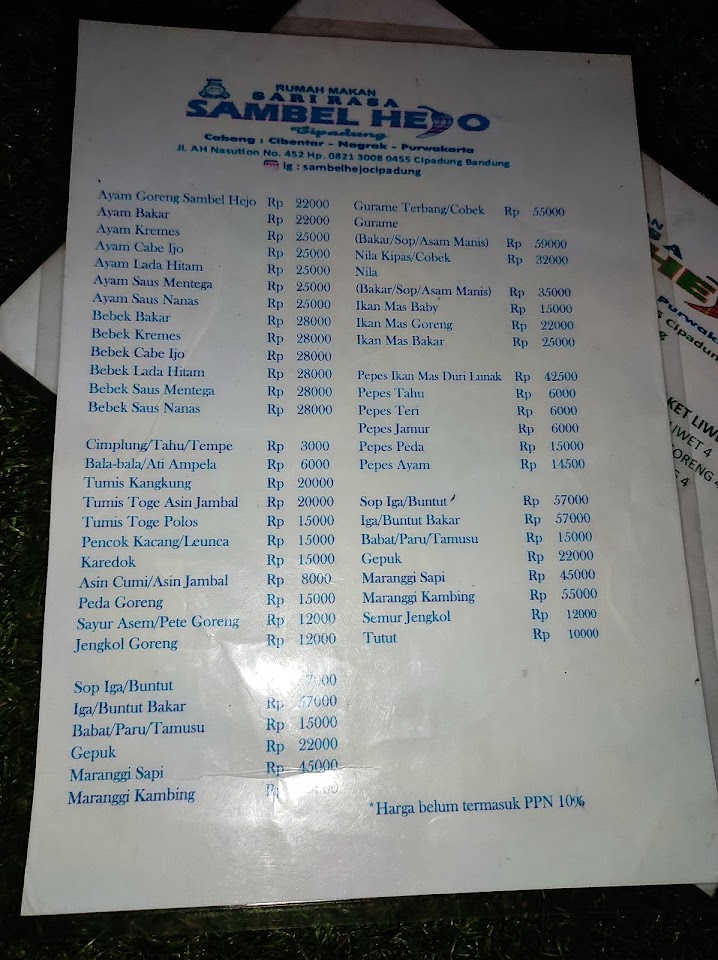 RUMAH MAKAN
SARI RASA
SAMBEL HEJO
Cipadung
Cabang : Cibentar - Nagrak - Purwakarta
Jl. AH Nasution No. 452 Hp. 0821 3008 0455 Cipadung Bandung
ig : sambelhejocipadung
Ayam Goreng Sambel Hejo Rp 22000
Ayam Bakar Rp 22000
Ayam Kremes Rp 25000
Ayam Cabe Ijo Rp 25000
Ayam Lada Hitam Rp 25000
Ayam Saus Mentega Rp 25000
Ayam Saus Nanas Rp 25000
Bebek Bakar Rp 28000
Bebek Kremes Rp 28000
Bebek Cabe Ijo Rp 28000
Bebek Lada Hitam Rp 28000
Bebek Saus Mentega Rp 28000
Bebek Saus Nanas Rp 28000
Cimplung/Tahu/Tempe Rp 3000
Bala-bala/Ati Ampela Rp 6000
Tumis Kangkung Rp 20000
Tumis Toge Asin Jambal Rp 20000
Tumis Toge Polos Rp 15000
Pencok Kacang/Leunca Rp 15000
Karedok Rp 15000
Asin Cumi/Asin Jambal Rp 8000
Peda Goreng Rp 15000
Sayur Asem/Pete Goreng Rp 12000
Jengkol Goreng Rp 12000
Sop Iga/Buntut
Iga/Buntut Bakar Rp 57000
Babat/Paru/Tamusu Rp 15000
Gepuk Rp 22000
Maranggi Sapi Rp 45000
Maranggi Kambing Rp
Gurame Terbang/Cobek Rp 55000
Gurame
(Bakar/Sop/Asam Manis) Rp 59000
Nila Kipas/Cobek Rp 32000
Nila
(Bakar/Sop/Asam Manis) Rp 35000
Ikan Mas Baby Rp 15000
Ikan Mas Goreng Rp 22000
Ikan Mas Bakar Rp 25000
Pepes Ikan Mas Duri Lunak Rp 42500
Pepes Tahu Rp 6000
Pepes Teri Rp 6000
Pepes Jamur Rp 6000
Pepes Peda Rp 15000
Pepes Ayam Rp 14500
Sop Iga/Buntut Rp 57000
Iga/Buntut Bakar Rp 57000
Babat/Paru/Tamusu Rp 15000
Gepuk Rp 22000
Maranggi Sapi Rp 45000
Maranggi Kambing Rp 55000
Semur Jengkol Rp 12000
Tutut Rp 10000
*Harga belum termasuk PPN 10%